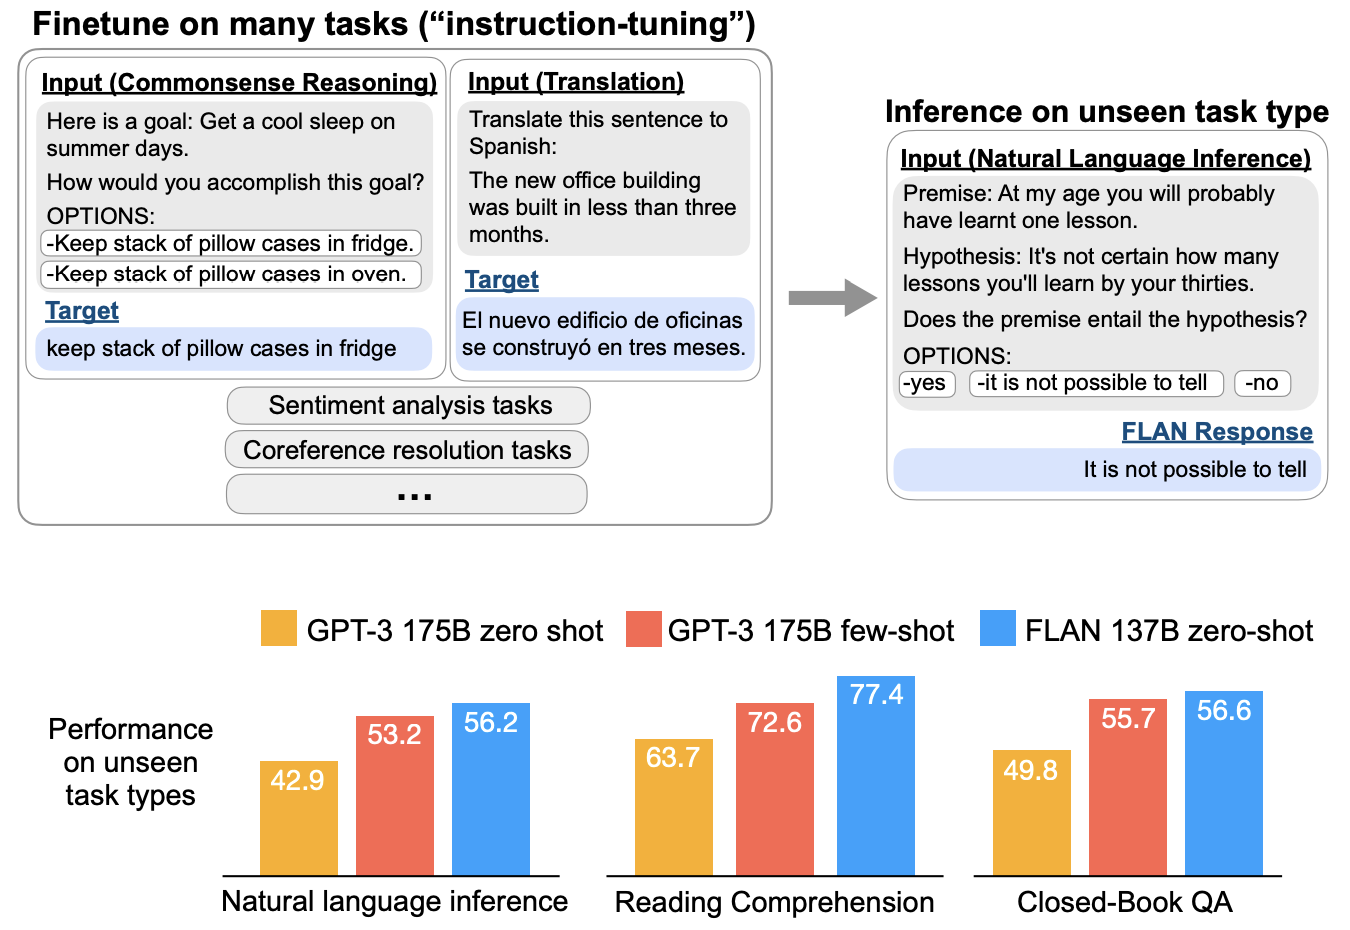 Finetune on many tasks (“instruction-tuning”)
Input (Commonsense Reasoning)
Here is a goal: Get a cool sleep on
summer days.
How would you accomplish this goal?
OPTIONS:
-Keep stack of pillow cases in fridge.
-Keep stack of pillow cases in oven.
Target
keep stack of pillow cases in fridge
Input (Translation)
Translate this sentence to
Spanish:
The new office building
was built in less than three
months.
Target
El nuevo edificio de oficinas
se construyó en tres meses.
Sentiment analysis tasks
Coreference resolution tasks
...
Inference on unseen task type
Input (Natural Language Inference)
Premise: At my age you will probably
have learnt one lesson.
Hypothesis: It's not certain how many
lessons you'll learn by your thirties.
Does the premise entail the hypothesis?
OPTIONS:
-yes
-it is not possible to tell
-no
FLAN Response
It is not possible to tell
GPT-3 175B zero shot
GPT-3 175B few-shot
FLAN 137B zero-shot
Performance
on unseen
task types
42.9
53.2
56.2
Natural language inference
63.7
72.6
77.4
Reading Comprehension
49.8
55.7
56.6
Closed-Book QA